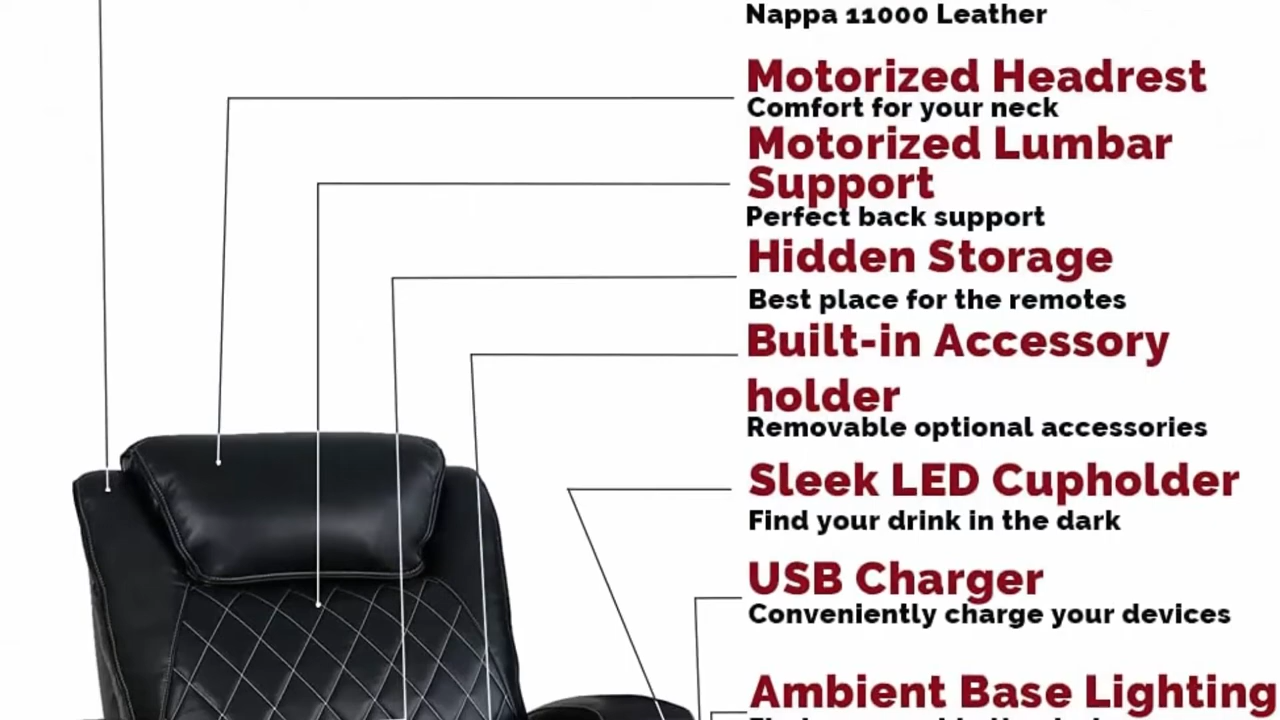 Nappa 11000 Leather
Motorized Headrest
Comfort for your neck
Motorized Lumbar
Support
Perfect back support
Hidden Storage
Best place for the remotes
Built-in Accessory
holder
Removable optional accessories
Sleek LED Cupholder
Find your drink in the dark
USB Charger
Conveniently charge your devices
Ambient Base Lighting